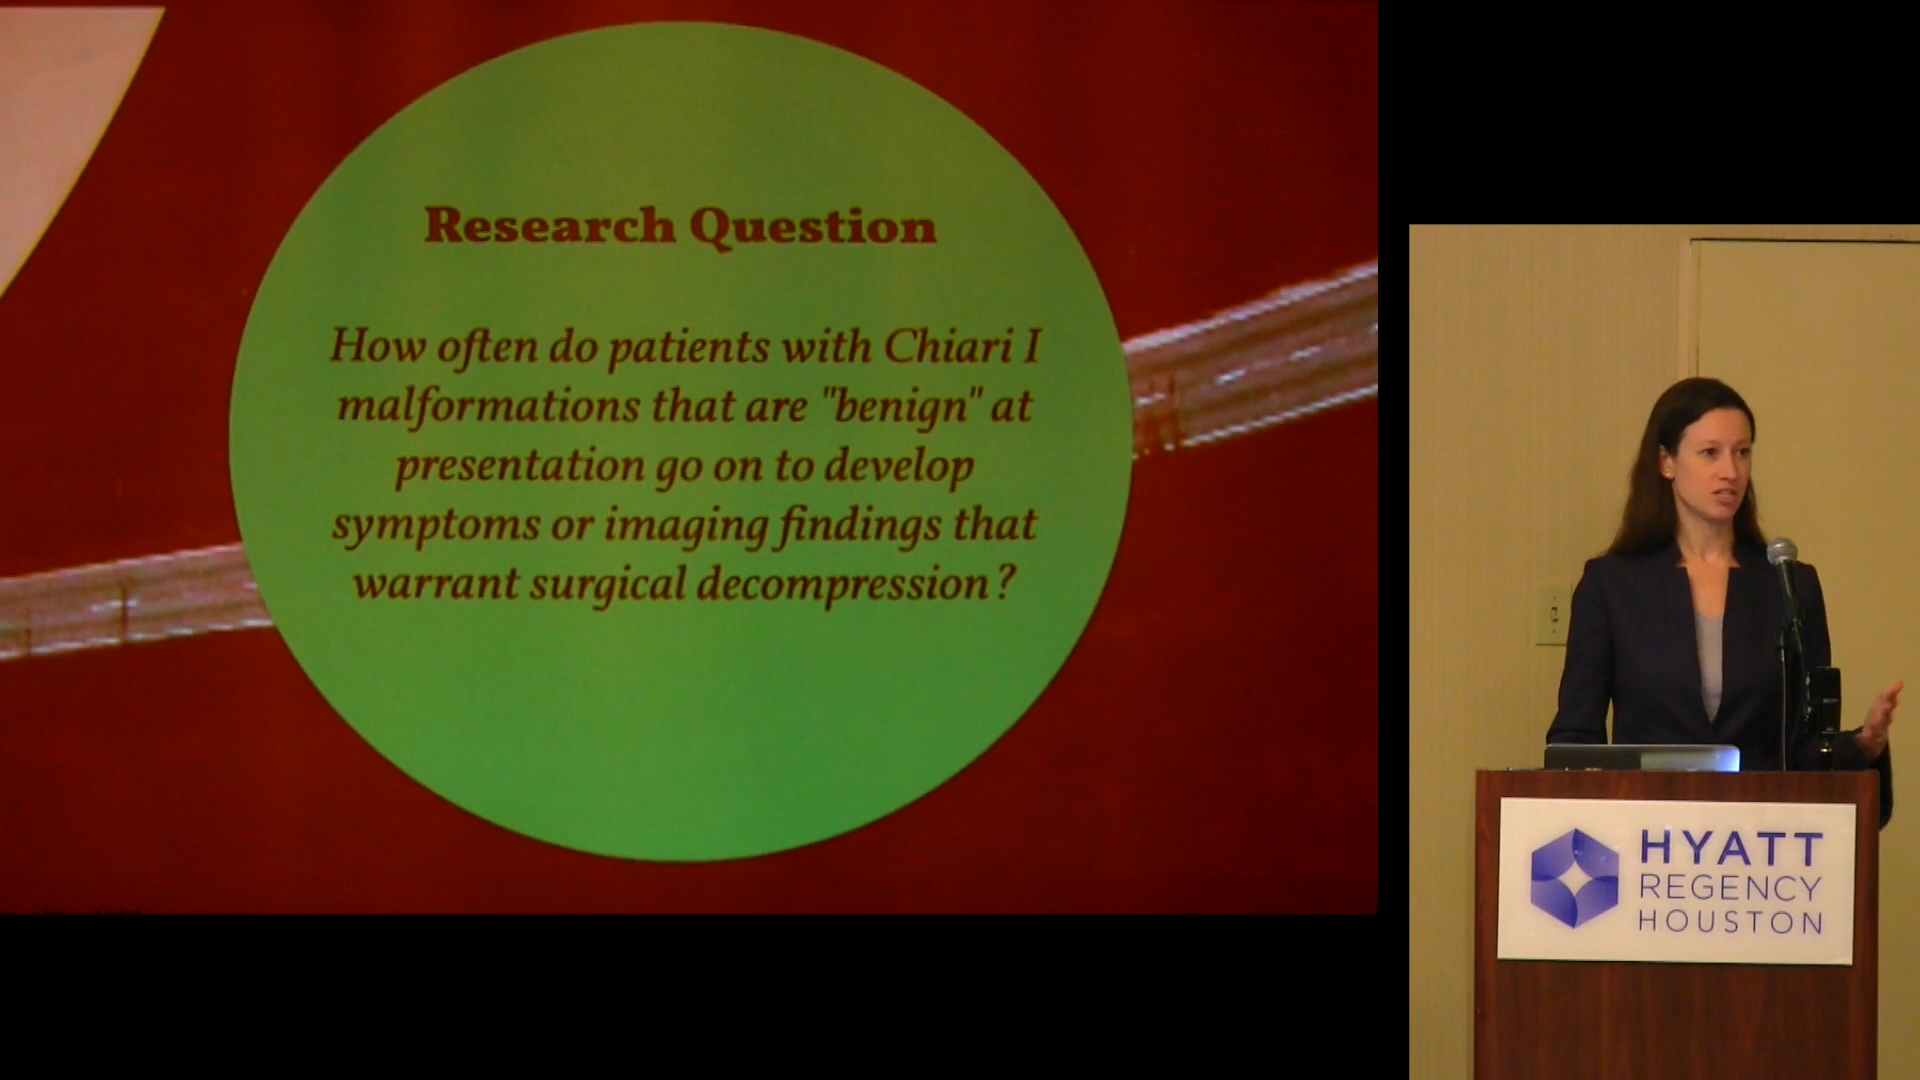 Research Question
How often do patients with Chiari I
malformations that are "benign" at
presentation go on to develop
symptoms or imaging findings that
warrant surgical decompression?
HYATT
REGENCY
HOUSTON